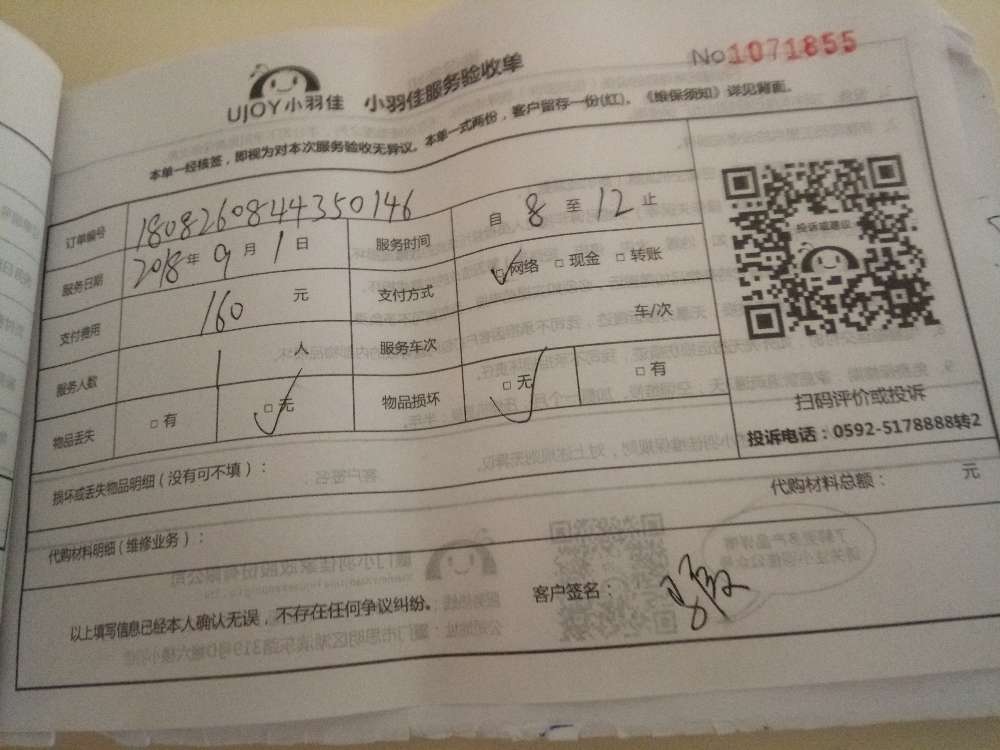 No 1071855
UJOY小羽佳 小羽佳服务验收单
本单一经核签，即视为对本次服务验收无异议。本单一式两份，客户留存一份(红)。《维保须知》详见背面。
订单编号 1808260844350146 服务时间 自 8 至 12 止
服务日期 2018 年 9 月 1 日 支付方式 ☑网络 □现金 □转账
支付费用 160 元 服务车次 车/次
服务人数 1 人 物品损坏 ☑无 □有
物品丢失 □有 ☑无
投诉或建议
扫码评价或投诉
投诉电话：0592-5178888转2
损坏或丢失物品明细（没有可不填）：
代购材料明细（维修业务）： 代购材料总额： 元
以上填写信息已经本人确认无误，不存在任何争议纠纷。 客户签名：